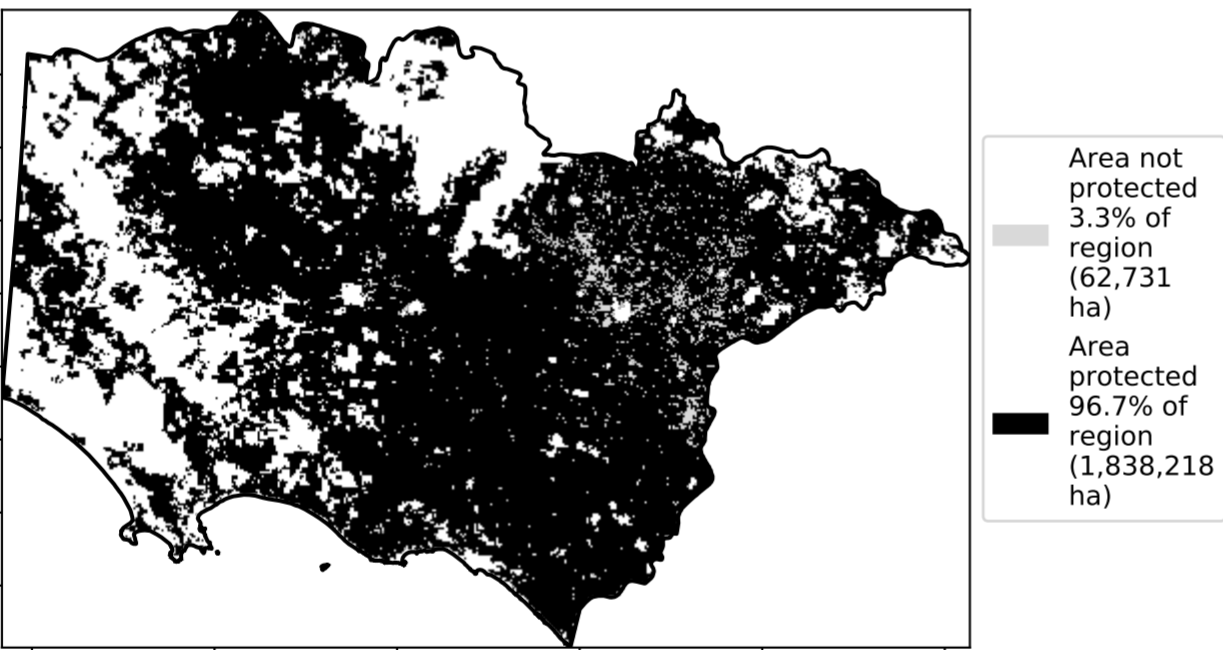 Area not
protected
3.3% of
region
(62,731
ha)
Area
protected
96.7% of
region
(1,838,218
ha)